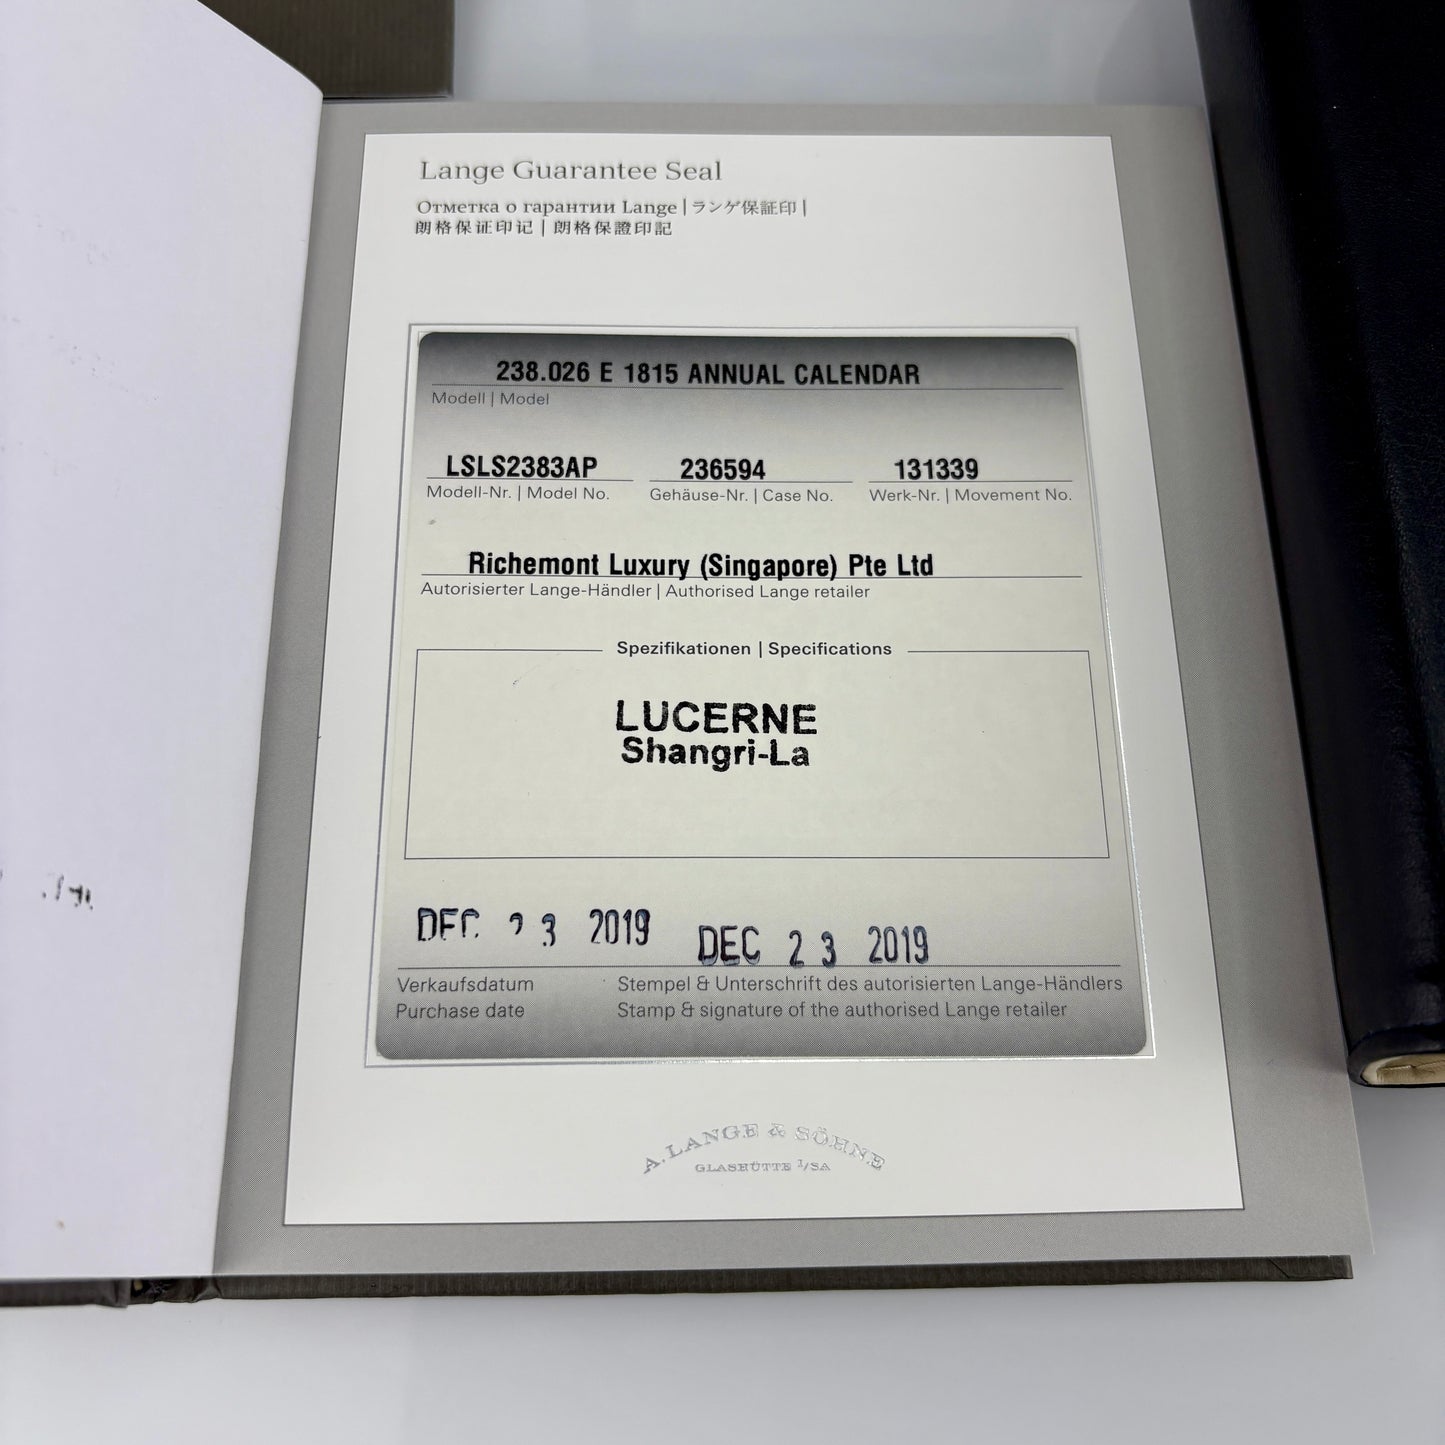 Lange Guarantee Seal
Отметка о гарантии Lange | ランゲ保証印 |
朗格保证印记 | 朗格保證印記
238.026 E 1815 ANNUAL CALENDAR
Modell | Model
LSLS2383AP 236594 131339
Modell-Nr. | Model No. Gehäuse-Nr. | Case No. Werk-Nr. | Movement No.
Richemont Luxury (Singapore) Pte Ltd
Autorisierter Lange-Händler | Authorised Lange retailer
Spezifikationen | Specifications
LUCERNE
Shangri-La
DEC 23 2019 DEC 23 2019
Verkaufsdatum Stempel & Unterschrift des autorisierten Lange-Händlers
Purchase date Stamp & signature of the authorised Lange retailer
A. LANGE & SÖHNE
GLASHÜTTE I/SA